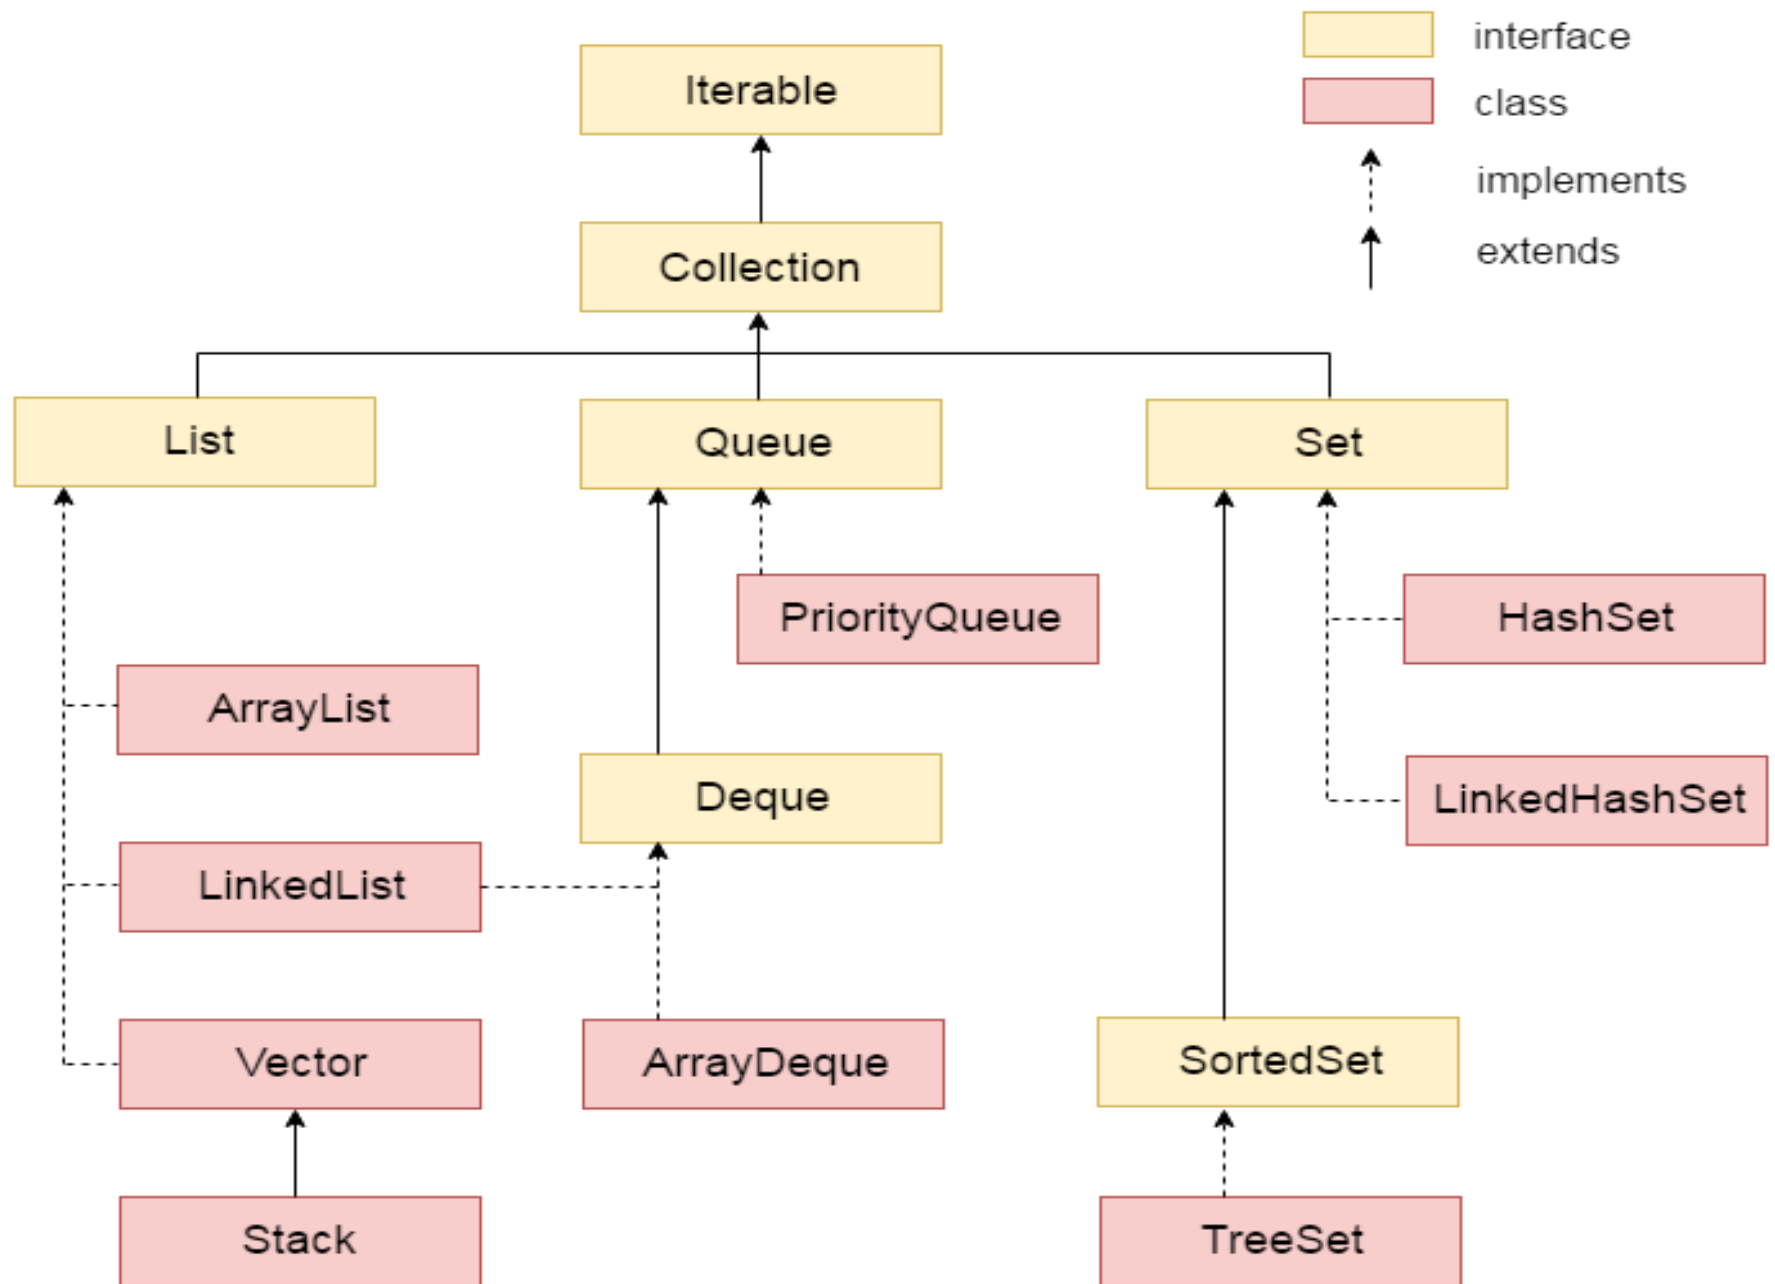 interface
Iterable
class
implements
extends
Collection
List
Queue
Set
PriorityQueue
HashSet
ArrayList
Deque
LinkedHashSet
LinkedList
Vector
ArrayDeque
SortedSet
Stack
TreeSet